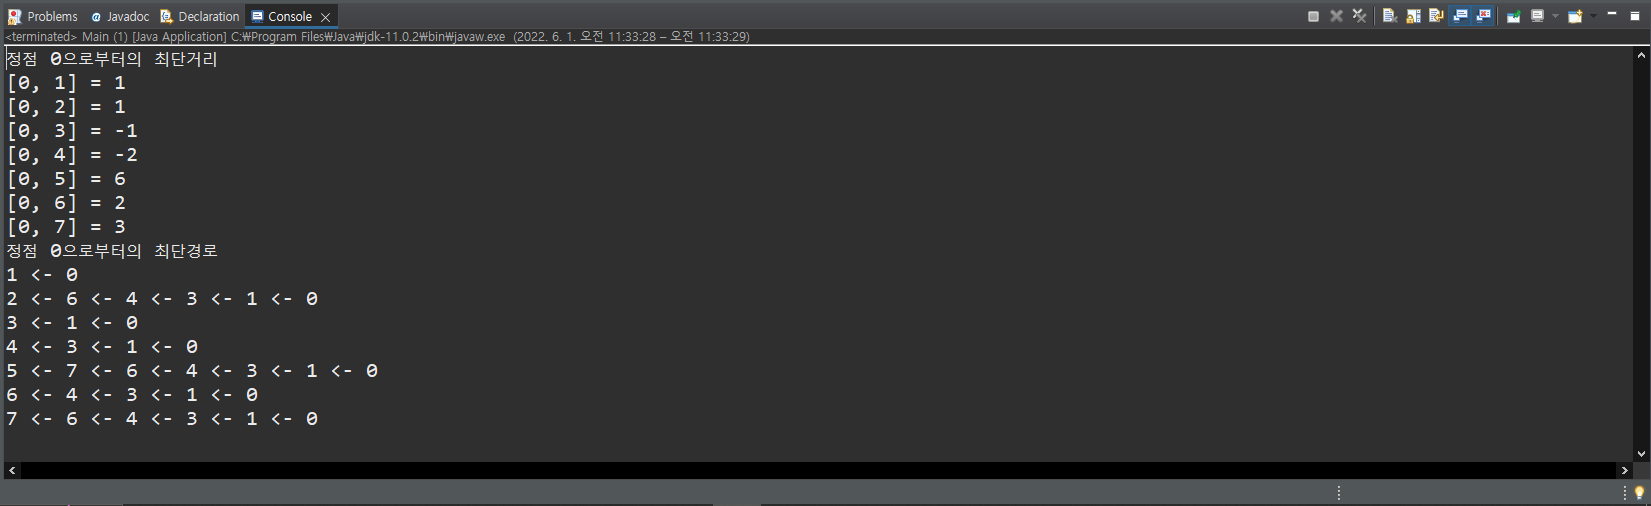 Problems @ Javadoc Declaration Console
<terminated> Main (1) [Java Application] C:₩Program Files₩Java₩jdk-11.0.2₩bin₩javaw.exe (2022. 6. 1. 오전 11:33:28 – 오전 11:33:29)
정점 0으로부터의 최단거리
[0, 1] = 1
[0, 2] = 1
[0, 3] = -1
[0, 4] = -2
[0, 5] = 6
[0, 6] = 2
[0, 7] = 3
정점 0으로부터의 최단경로
1 <- 0
2 <- 6 <- 4 <- 3 <- 1 <- 0
3 <- 1 <- 0
4 <- 3 <- 1 <- 0
5 <- 7 <- 6 <- 4 <- 3 <- 1 <- 0
6 <- 4 <- 3 <- 1 <- 0
7 <- 6 <- 4 <- 3 <- 1 <- 0